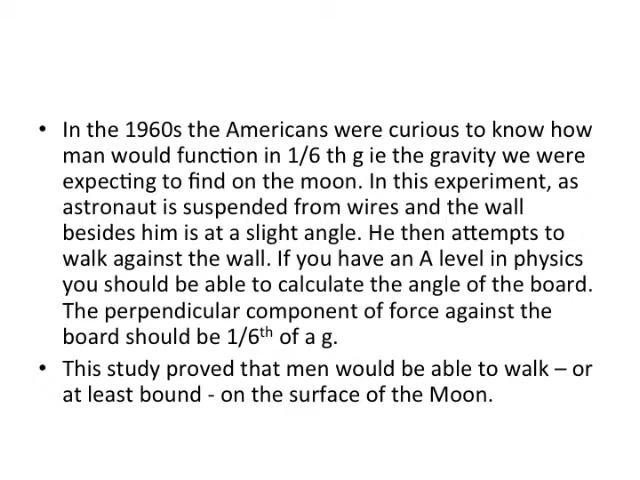 • In the 1960s the Americans were curious to know how
man would function in 1/6 th g ie the gravity we were
expecting to find on the moon. In this experiment, as
astronaut is suspended from wires and the wall
besides him is at a slight angle. He then attempts to
walk against the wall. If you have an A level in physics
you should be able to calculate the angle of the board.
The perpendicular component of force against the
board should be 1/6th of a g.
• This study proved that men would be able to walk – or
at least bound - on the surface of the Moon.